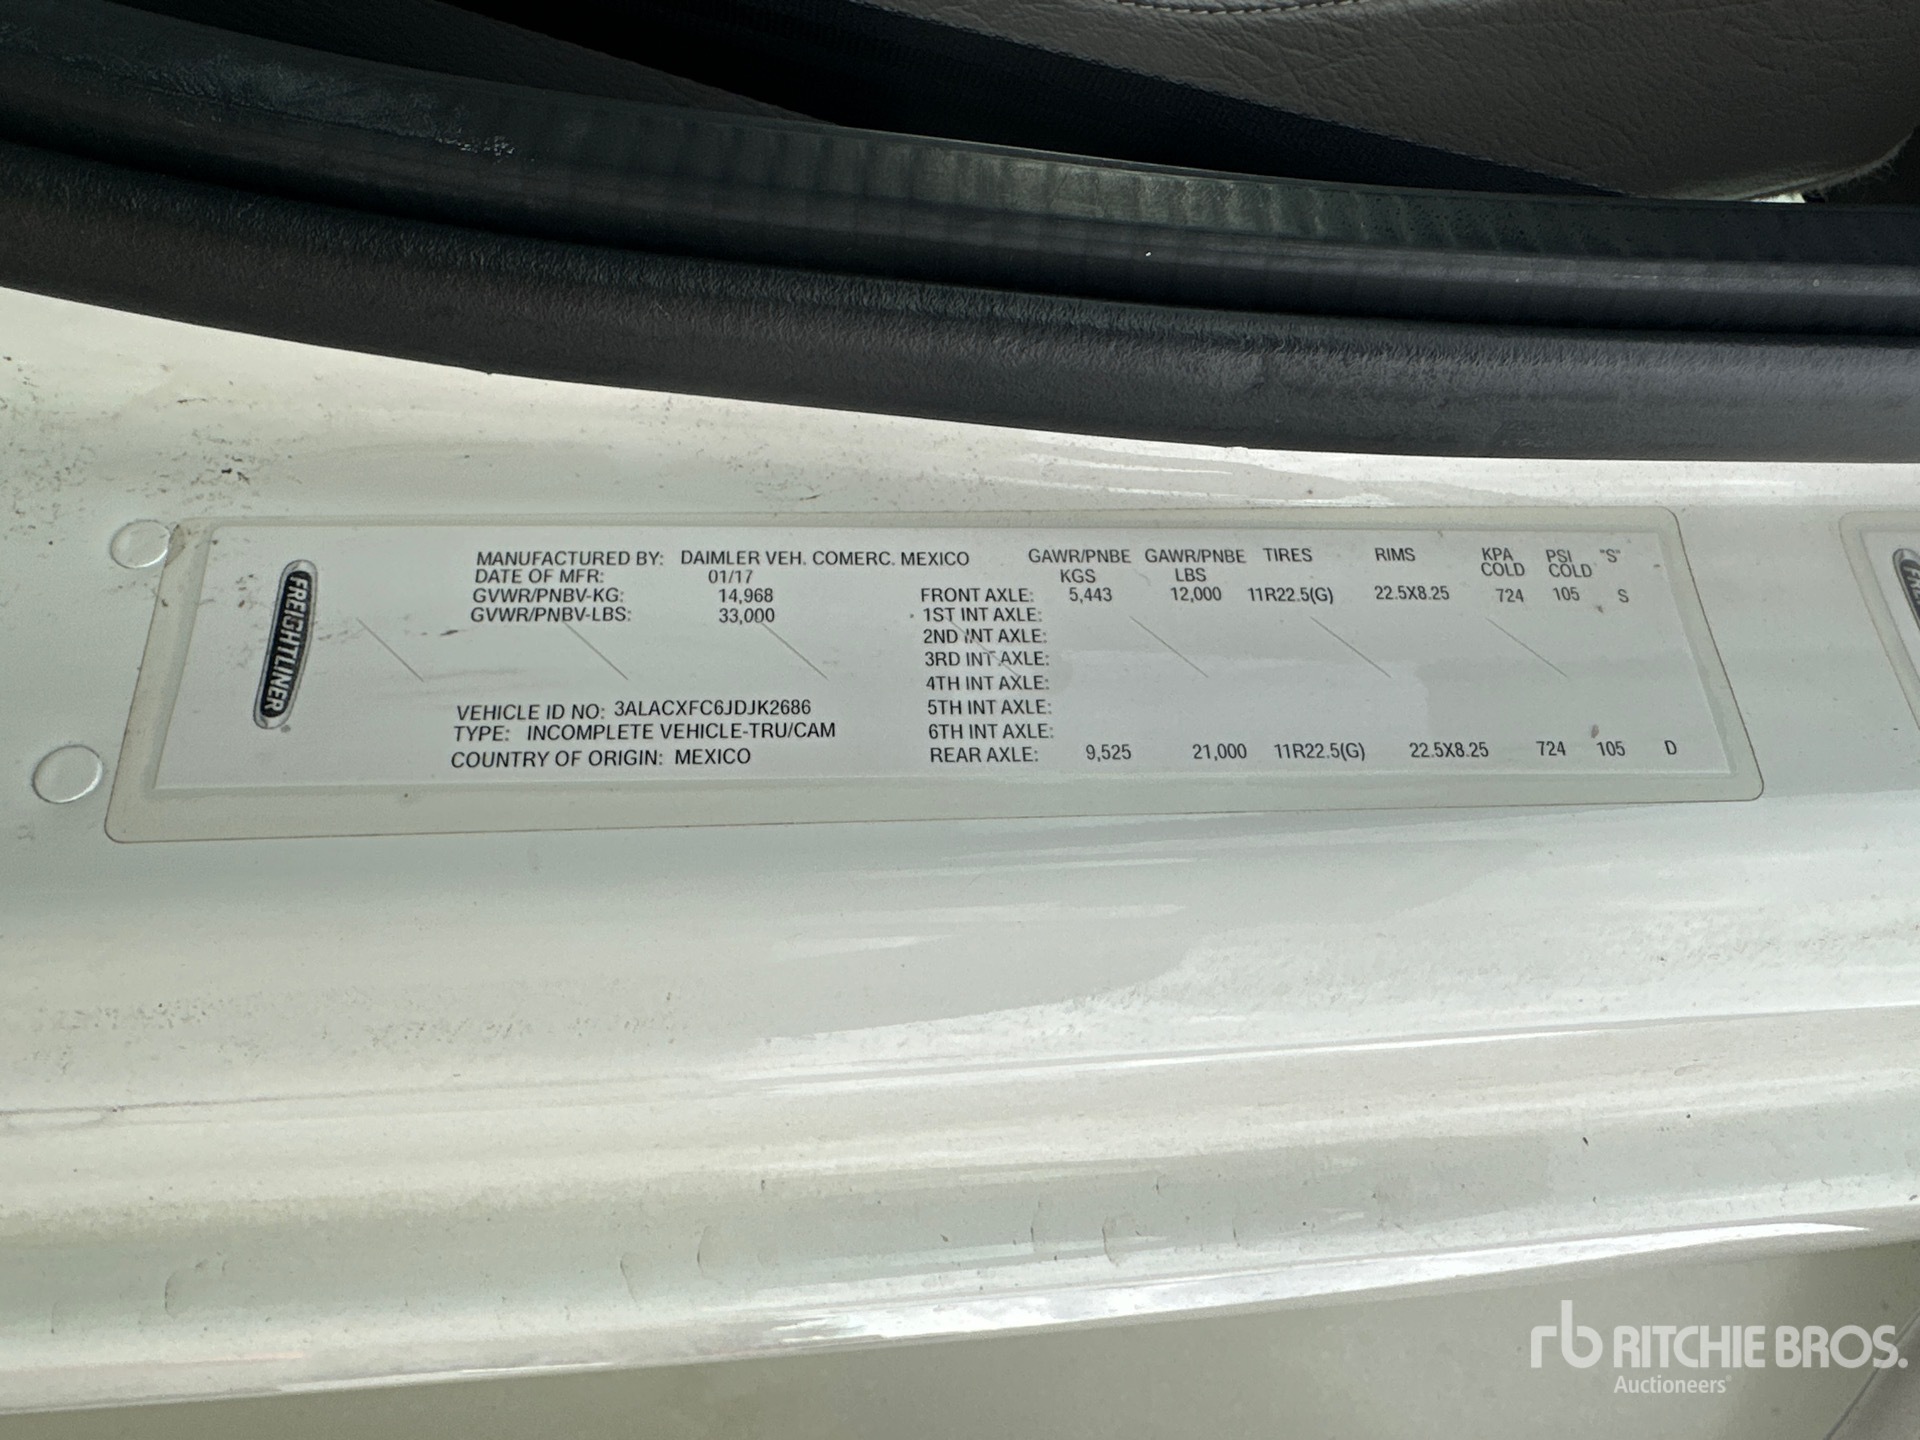 FREIGHTLINER
MANUFACTURED BY: DAIMLER VEH. COMERC. MEXICO
DATE OF MFR: 01/17
GVWR/PNBV-KG: 14,968
GVWR/PNBV-LBS: 33,000
VEHICLE ID NO: 3ALACXFC6JDJK2686
TYPE: INCOMPLETE VEHICLE-TRU/CAM
COUNTRY OF ORIGIN: MEXICO
GAWR/PNBE GAWR/PNBE TIRES RIMS KPA PSI "S"
KGS LBS COLD COLD
FRONT AXLE: 5,443 12,000 11R22.5(G) 22.5X8.25 724 105 S
1ST INT AXLE:
2ND INT AXLE:
3RD INT AXLE:
4TH INT AXLE:
5TH INT AXLE:
6TH INT AXLE:
REAR AXLE: 9,525 21,000 11R22.5(G) 22.5X8.25 724 105 D
rb RITCHIE BROS.
Auctioneers